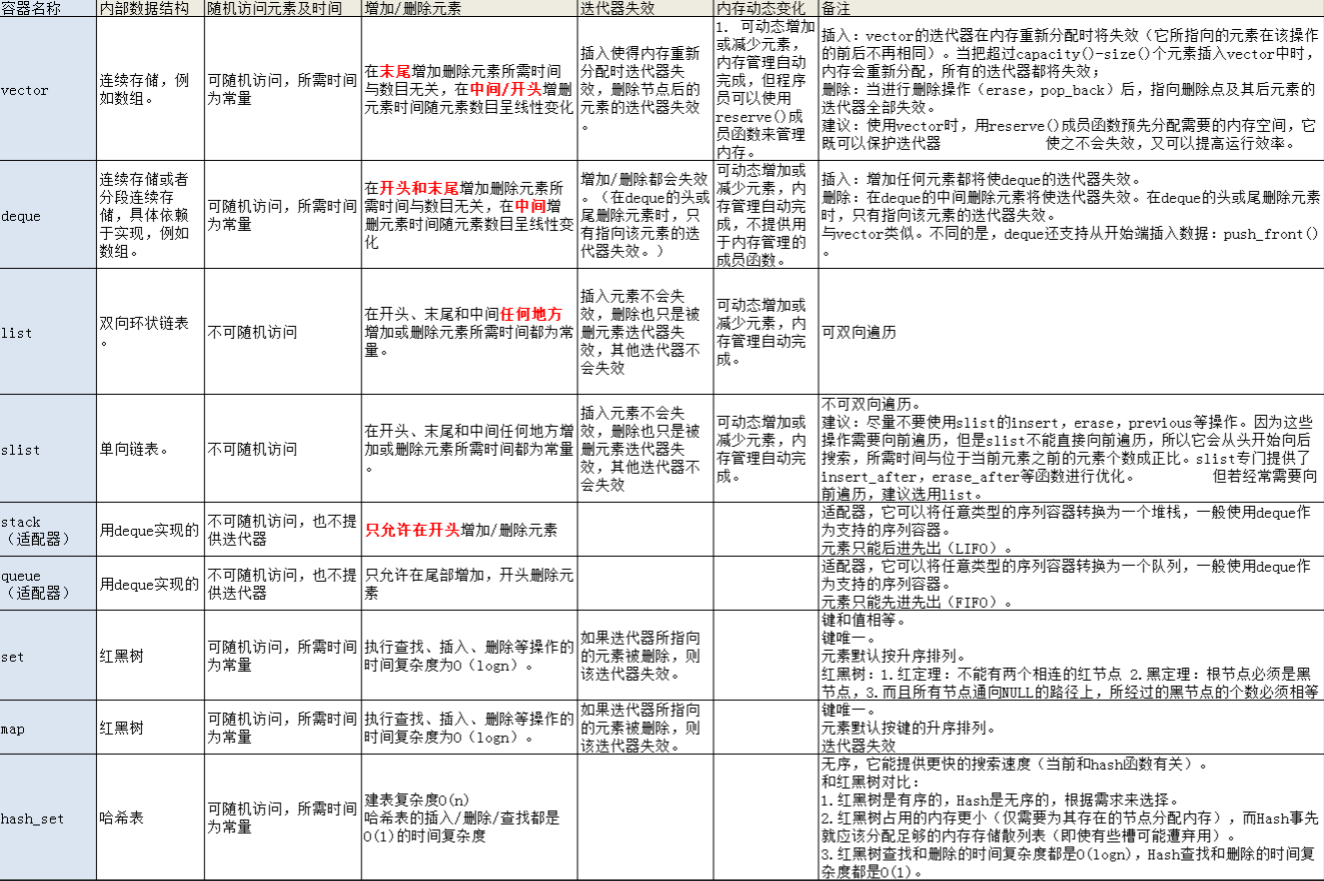 容器名称 内部数据结构 随机访问元素及时间 增加/删除元素 迭代器失效 内存动态变化 备注
vector
连续存储，例
如数组。
可随机访问，所需时间
为常量
在末尾增加删除元素所需时间
与数目无关，在中间/开头增删
元素时间随元素数目呈线性变化
插入使得内存重新
分配时迭代器失
效，删除节点后的
元素的迭代器失效
。
1. 可动态增加
或减少元素，
内存管理自动
完成，但程序
员可以使用
reserve()成
员函数来管理
内存。
插入：vector的迭代器在内存重新分配时将失效（它所指向的元素在该操作
的前后不再相同）。当把超过capacity()-size()个元素插入vector中时，
内存会重新分配，所有的迭代器都将失效；
删除：当进行删除操作（erase，pop_back）后，指向删除点及其后元素的
迭代器全部失效。
建议：使用vector时，用reserve()成员函数预先分配需要的内存空间，它
既可以保护迭代器 使之不会失效，又可以提高运行效率。
deque
连续存储或者
分段连续存
储，具体依赖
于实现，例如
数组。
可随机访问，所需时间
为常量
在开头和末尾增加删除元素所
需时间与数目无关，在中间增
删元素时间随元素数目呈线性变
化
增加/删除都会失效
。（在deque的头或
尾删除元素时，只
有指向该元素的迭
代器失效。）
可动态增加或
减少元素，内
存管理自动完
成，不提供用
于内存管理的
成员函数。
插入：增加任何元素都将使deque的迭代器失效。
删除：在deque的中间删除元素将使迭代器失效。在deque的头或尾删除元素
时，只有指向该元素的迭代器失效。
与vector类似。不同的是，deque还支持从开始端插入数据：push_front()
。
list
双向环状链表
。
不可随机访问
在开头、末尾和中间任何地方
增加或删除元素所需时间都为常
量。
插入元素不会失
效，删除也只是被
删元素迭代器失
效，其他迭代器不
会失效
可动态增加或
减少元素，内
存管理自动完
成。
可双向遍历
slist
单向链表。
不可随机访问
在开头、末尾和中间任何地方增
加或删除元素所需时间都为常量
。
插入元素不会失
效，删除也只是被
删元素迭代器失
效，其他迭代器不
会失效
可动态增加或
减少元素，内
存管理自动完
成。
不可双向遍历。
建议：尽量不要使用slist的insert，erase，previous等操作。因为这些
操作需要向前遍历，但是slist不能直接向前遍历，所以它会从头开始向后
搜索，所需时间与位于当前元素之前的元素个数成正比。slist专门提供了
insert_after，erase_after等函数进行优化。 但若经常需要向
前遍历，建议选用list。
stack
（适配器）
用deque实现的
不可随机访问，也不提
供迭代器
只允许在开头增加/删除元素
适配器，它可以将任意类型的序列容器转换为一个堆栈，一般使用deque作
为支持的序列容器。
元素只能后进先出（LIFO）。
queue
（适配器）
用deque实现的
不可随机访问，也不提
供迭代器
只允许在尾部增加，开头删除元
素
适配器，它可以将任意类型的序列容器转换为一个队列，一般使用deque作
为支持的序列容器。
元素只能先进先出（FIFO）。
set
红黑树
可随机访问，所需时间
为常量
执行查找、插入、删除等操作的
时间复杂度为O（logn）。
如果迭代器所指向
的元素被删除，则
该迭代器失效。
键和值相等。
键唯一。
元素默认按升序排列。
红黑树：1.红定理：不能有两个相连的红节点 2.黑定理：根节点必须是黑
节点，3.而且所有节点通向NULL的路径上，所经过的黑节点的个数必须相等
map
红黑树
可随机访问，所需时间
为常量
执行查找、插入、删除等操作的
时间复杂度为O（logn）。
如果迭代器所指向
的元素被删除，则
该迭代器失效。
键唯一。
元素默认按键的升序排列。
迭代器失效
hash_set
哈希表
可随机访问，所需时间
为常量
建表复杂度O(n)
哈希表的插入/删除/查找都是
O(1)的时间复杂度
无序，它能提供更快的搜索速度（当前和hash函数有关）。
和红黑树对比：
1.红黑树是有序的，Hash是无序的，根据需求来选择。
2.红黑树占用的内存更小（仅需要为其存在的节点分配内存），而Hash事先
就应该分配足够的内存存储散列表（即使有些槽可能遭弃用）。
3.红黑树查找和删除的时间复杂度都是O(logn)，Hash查找和删除的时间复
杂度都是O(1)。